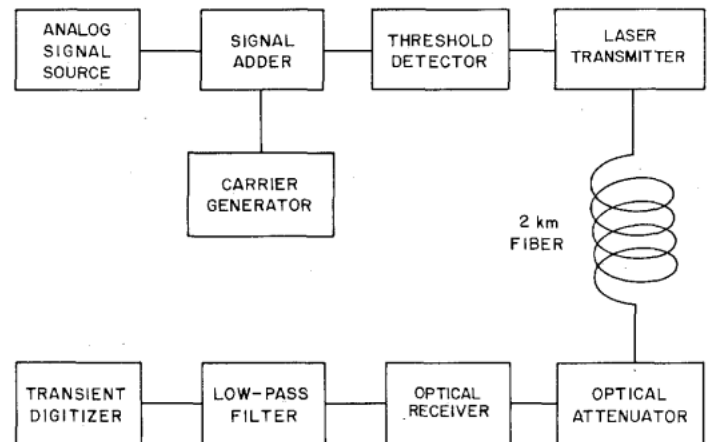 ANALOG
SIGNAL
SOURCE
SIGNAL
ADDER
THRESHOLD
DETECTOR
LASER
TRANSMITTER
CARRIER
GENERATOR
2 km
FIBER
TRANSIENT
DIGITIZER
LOW-PASS
FILTER
OPTICAL
RECEIVER
OPTICAL
ATTENUATOR